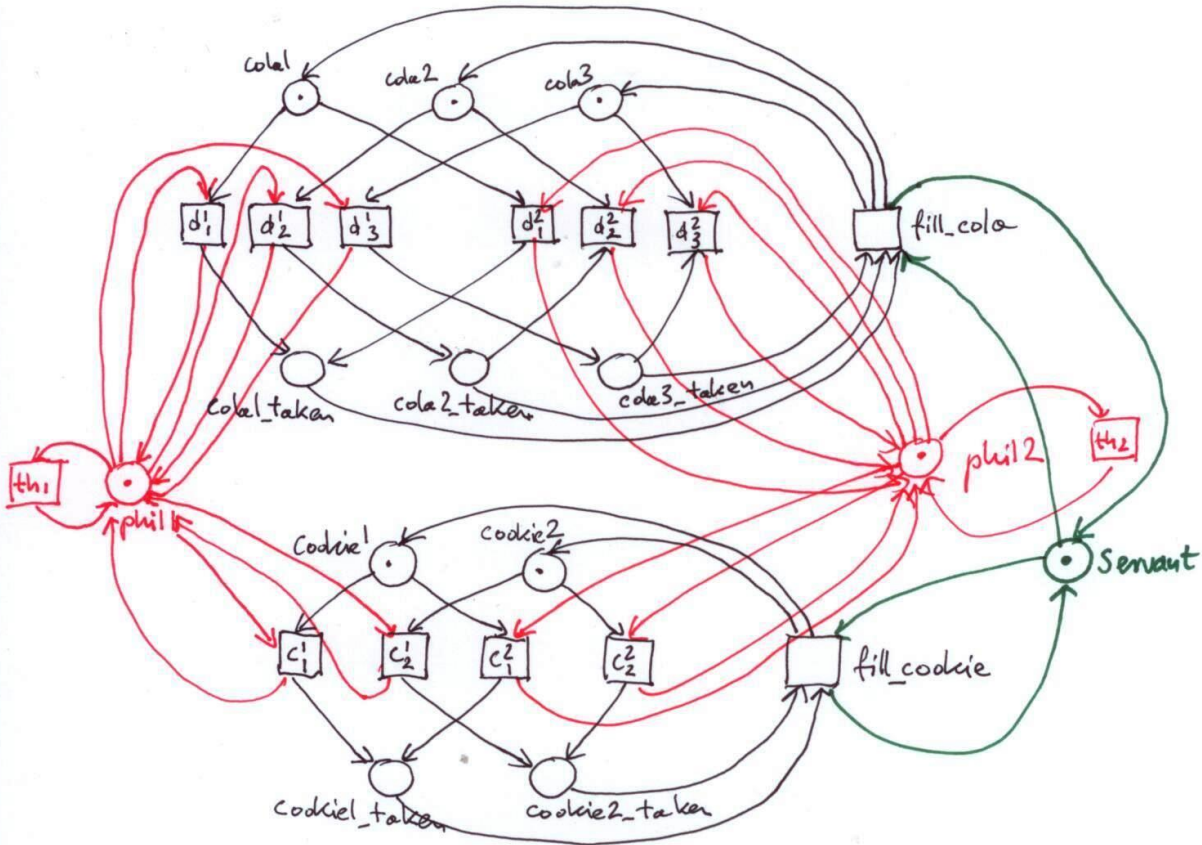 cola1
cola2
cola3
d¹₁
d¹₂
d¹₃
d²₁
d²₂
d²₃
fill_cola
cola1_taken
cola2_taken
cola3_taken
th₁
phil1
phil2
th₂
cookie1
cookie2
Servant
c¹₁
c¹₂
c²₁
c²₂
fill_cookie
cookie1_taken
cookie2_taken